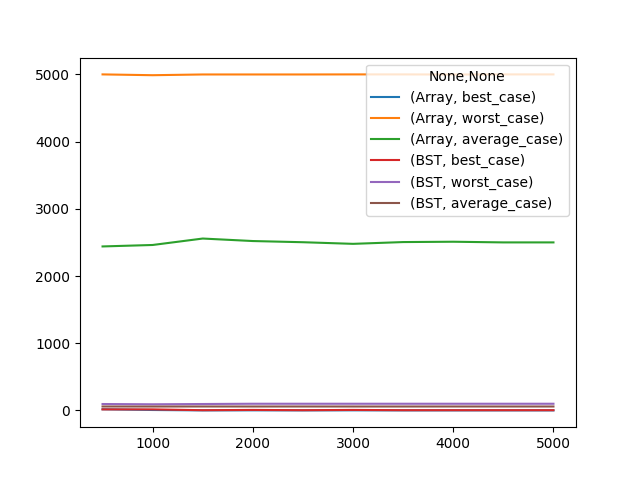 5000
4000
3000
2000
1000
0
None,None
(Array, best_case)
(Array, worst_case)
(Array, average_case)
(BST, best_case)
(BST, worst_case)
(BST, average_case)
1000 2000 3000 4000 5000